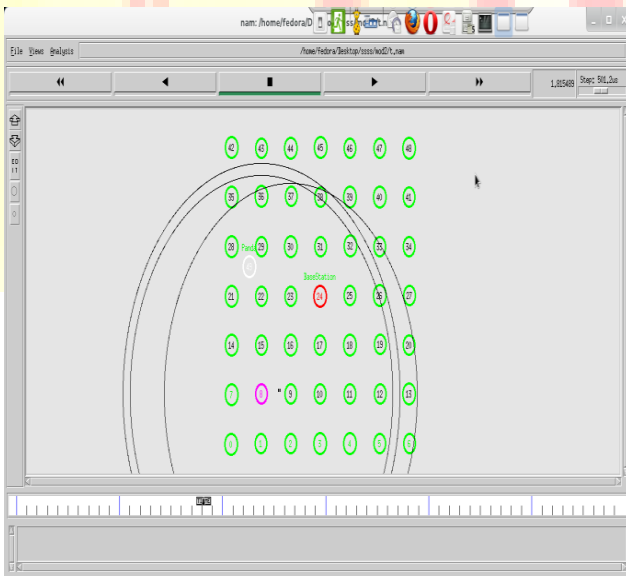 nam: /home/fedora/D
File Views Analysis /home/fedora/Desktop/ssss/mod2/t.nam
1.815489 Step: 501.2us
42 43 44 45 46 47 48
35 36 37 38 39 40 41
28 Panda 29 30 31 32 33 34
BaseStation
21 22 23 24 25 26 27
14 15 16 17 18 19 20
7 8 9 10 11 12 13
0 1 2 3 4 5 6